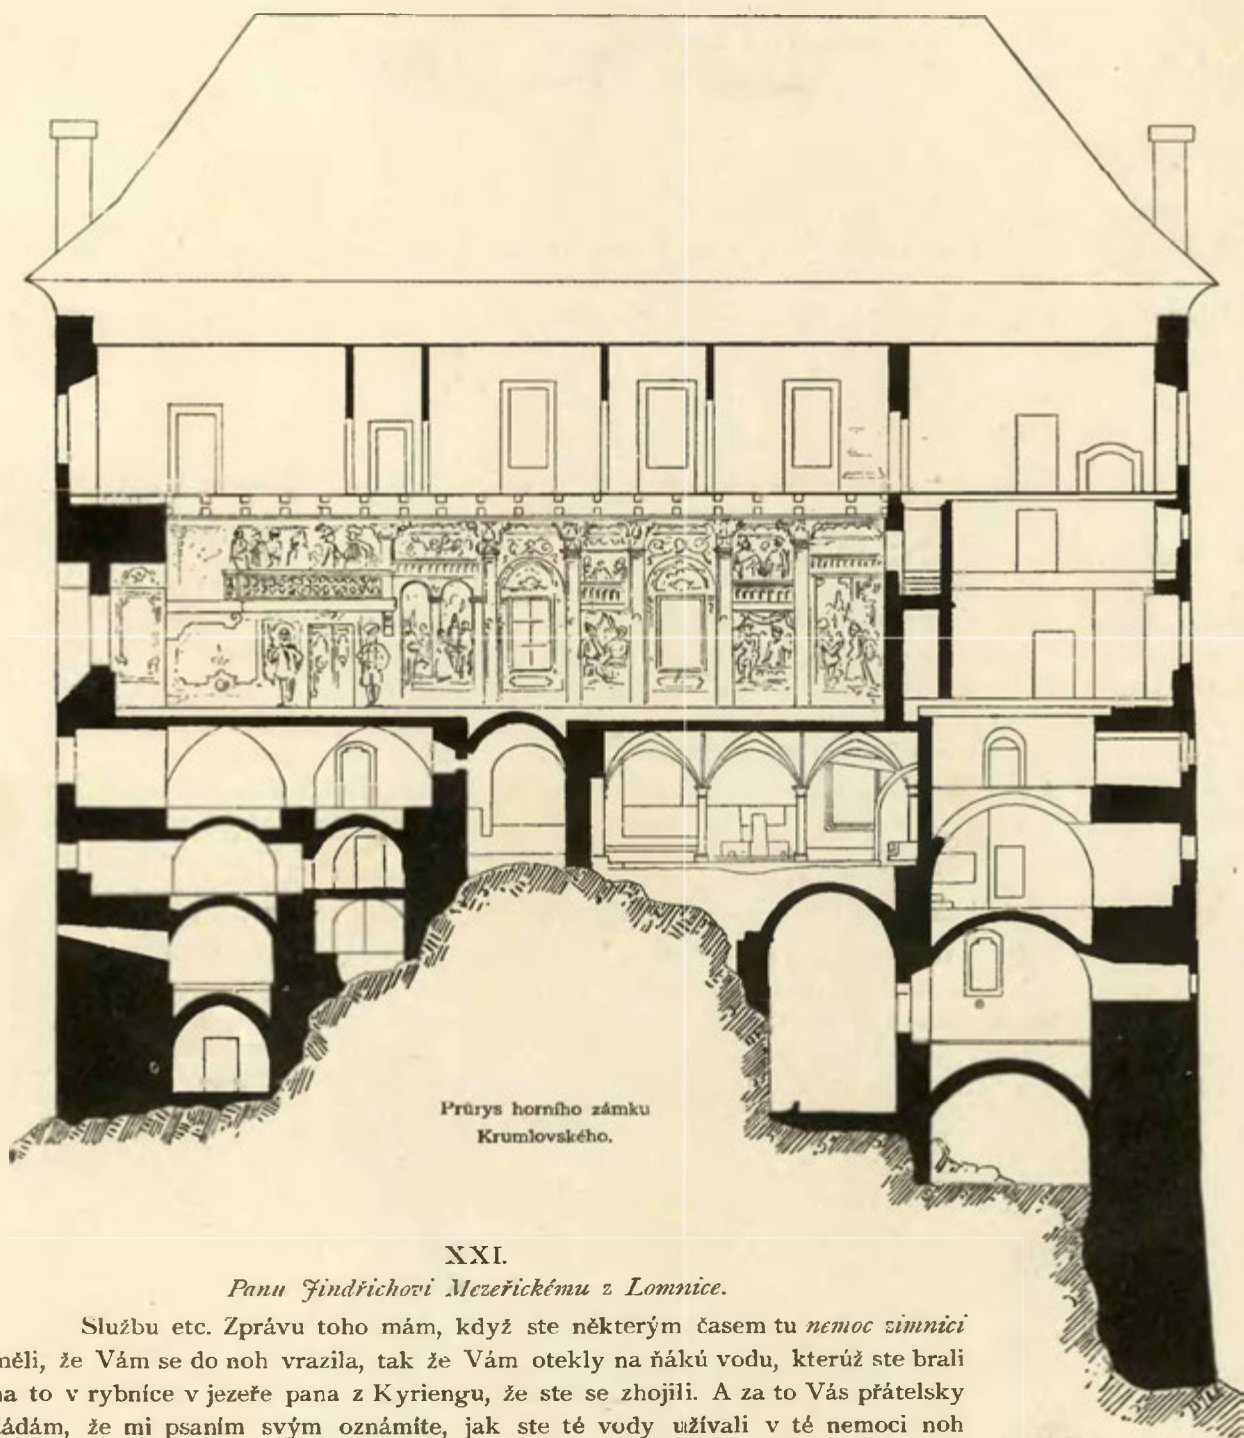 Průrys horního zámku
Krumlovského.
XXI.
Panu Jindřichovi Mezeřickému z Lomnice.
Službu etc. Zprávu toho mám, když ste některým časem tu nemoc zimnici
měli, že Vám se do noh vrazila, tak že Vám otekly na ňákú vodu, kterúž ste brali
na to v rybníce v jezeře pana z Kyriengu, že ste se zhojili. A za to Vás přátelsky
ádám, že mi psaním svým oznámíte, jak ste té vody užívali v té nemoci noh